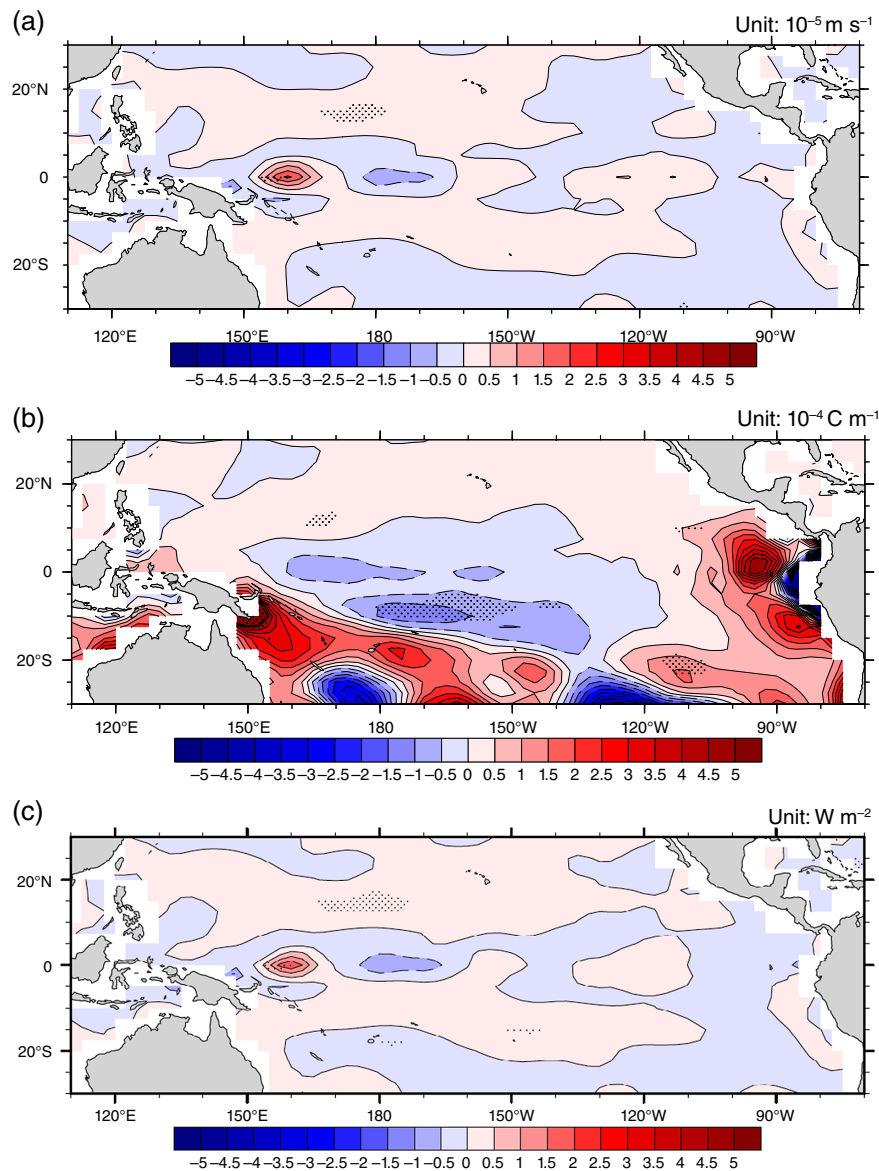 (a)
Unit: 10⁻⁵ m s⁻¹
20°N
0
20°S
120°E 150°E 180 150°W 120°W 90°W
−5 −4.5 −4 −3.5 −3 −2.5 −2 −1.5 −1 −0.5 0 0.5 1 1.5 2 2.5 3 3.5 4 4.5 5
(b)
Unit: 10⁻⁴ C m⁻¹
20°N
0
20°S
120°E 150°E 180 150°W 120°W 90°W
−5 −4.5 −4 −3.5 −3 −2.5 −2 −1.5 −1 −0.5 0 0.5 1 1.5 2 2.5 3 3.5 4 4.5 5
(c)
Unit: W m⁻²
20°N
0
20°S
120°E 150°E 180 150°W 120°W 90°W
−5 −4.5 −4 −3.5 −3 −2.5 −2 −1.5 −1 −0.5 0 0.5 1 1.5 2 2.5 3 3.5 4 4.5 5